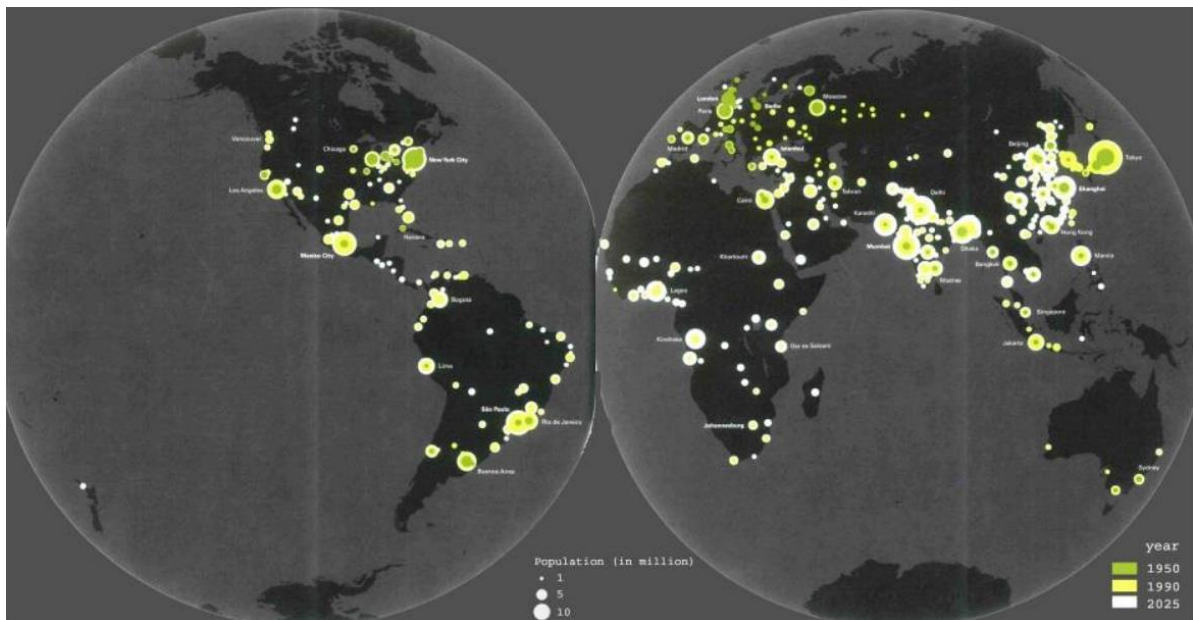 Vancouver
Chicago
New York City
Los Angeles
Havana
Mexico City
Bogotá
Lima
São Paulo
Rio de Janeiro
Buenos Aires
London
Paris
Berlin
Moscow
Madrid
Istanbul
Beijing
Tokyo
Cairo
Tehran
Delhi
Shanghai
Karachi
Mumbai
Dhaka
Hong Kong
Khartoum
Bangkok
Manila
Madras
Lagos
Singapore
Kinshasa
Dar es Salaam
Jakarta
Johannesburg
Sydney
Population (in million)
1
5
10
year
1950
1990
2025